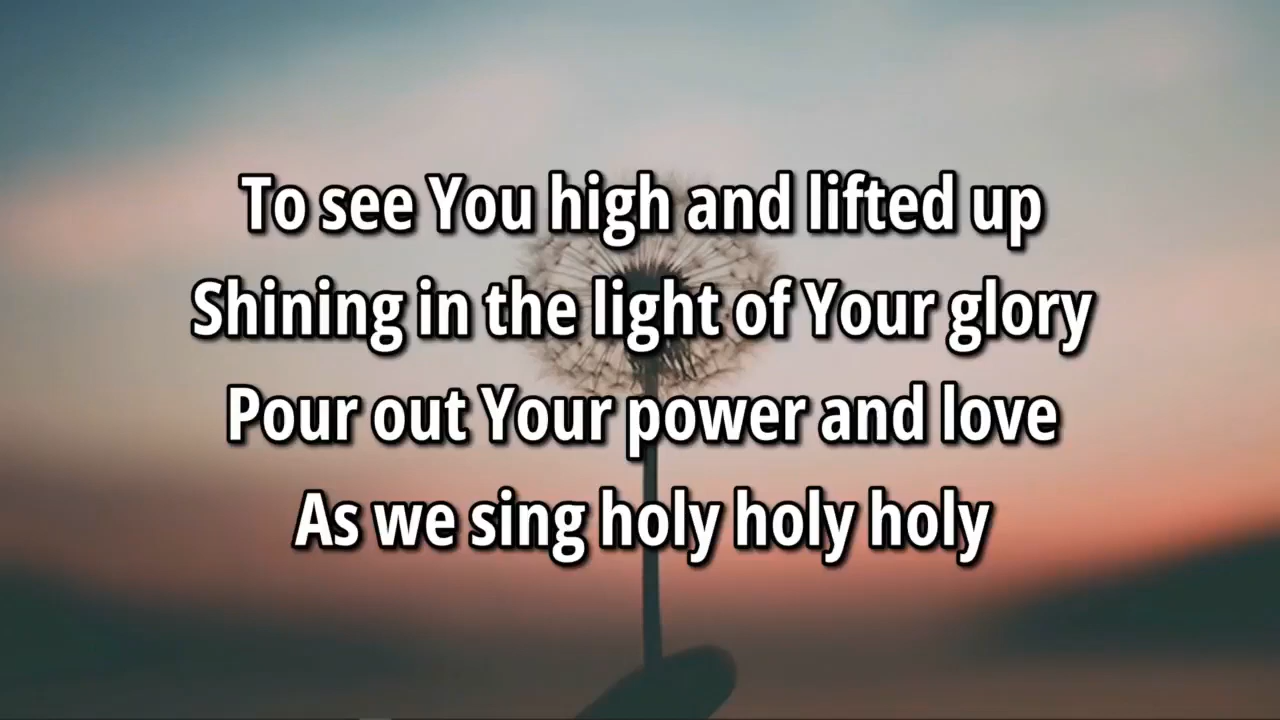 To see You high and lifted up
Shining in the light of Your glory
Pour out Your power and love
As we sing holy holy holy